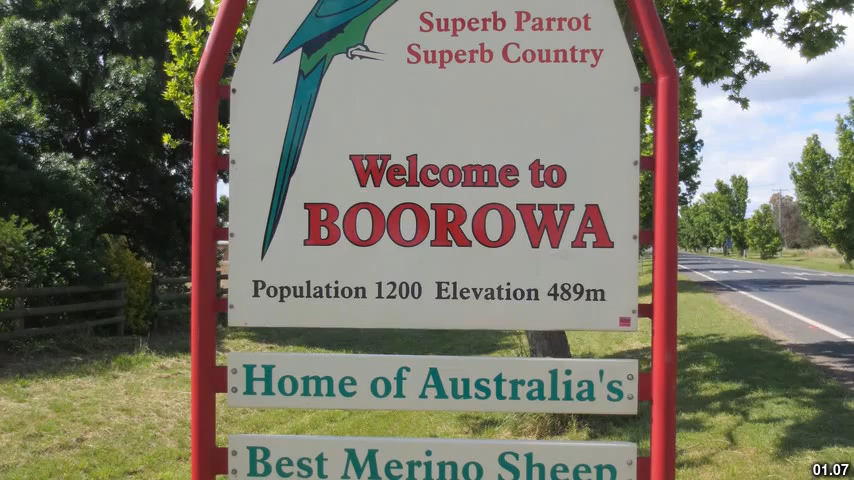 Superb Parrot
Superb Country
Welcome to
BOOROWA
Population 1200 Elevation 489m
Home of Australia's
Best Merino Sheep
01.07